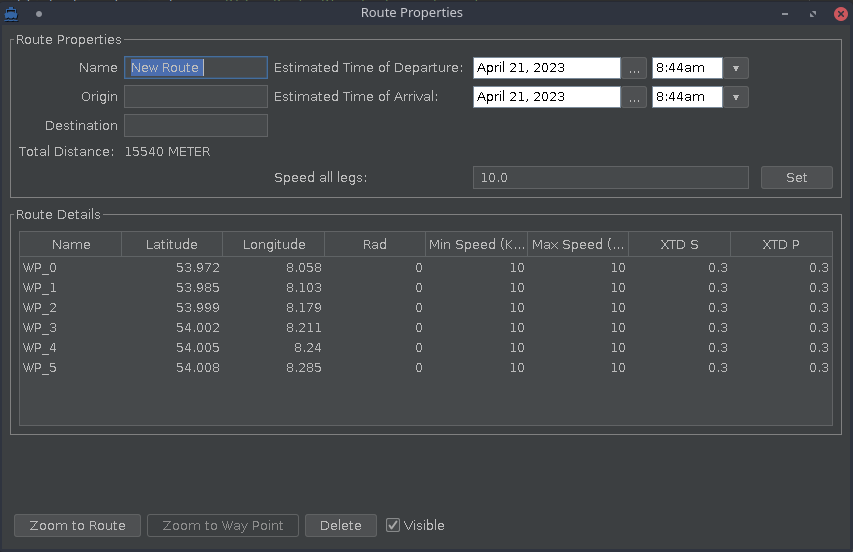 Route Properties
Route Properties
Name New Route Estimated Time of Departure: April 21, 2023 ... 8:44am
Origin Estimated Time of Arrival: April 21, 2023 ... 8:44am
Destination
Total Distance: 15540 METER
Speed all legs: 10.0 Set
Route Details
Name Latitude Longitude Rad Min Speed (K... Max Speed (... XTD S XTD P
WP_0 53.972 8.058 0 10 10 0.3 0.3
WP_1 53.985 8.103 0 10 10 0.3 0.3
WP_2 53.999 8.179 0 10 10 0.3 0.3
WP_3 54.002 8.211 0 10 10 0.3 0.3
WP_4 54.005 8.24 0 10 10 0.3 0.3
WP_5 54.008 8.285 0 10 10 0.3 0.3
Zoom to Route Zoom to Way Point Delete Visible